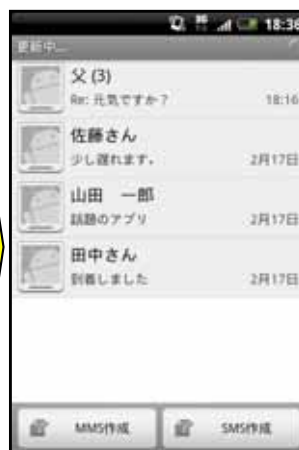 18:36
更新中...
父 (3)
Re: 元気ですか?
18:16
佐藤さん
少し遅れます。
2月17日
山田 一郎
話題のアプリ
2月17日
田中さん
到着しました
2月17日
MMS作成
SMS作成